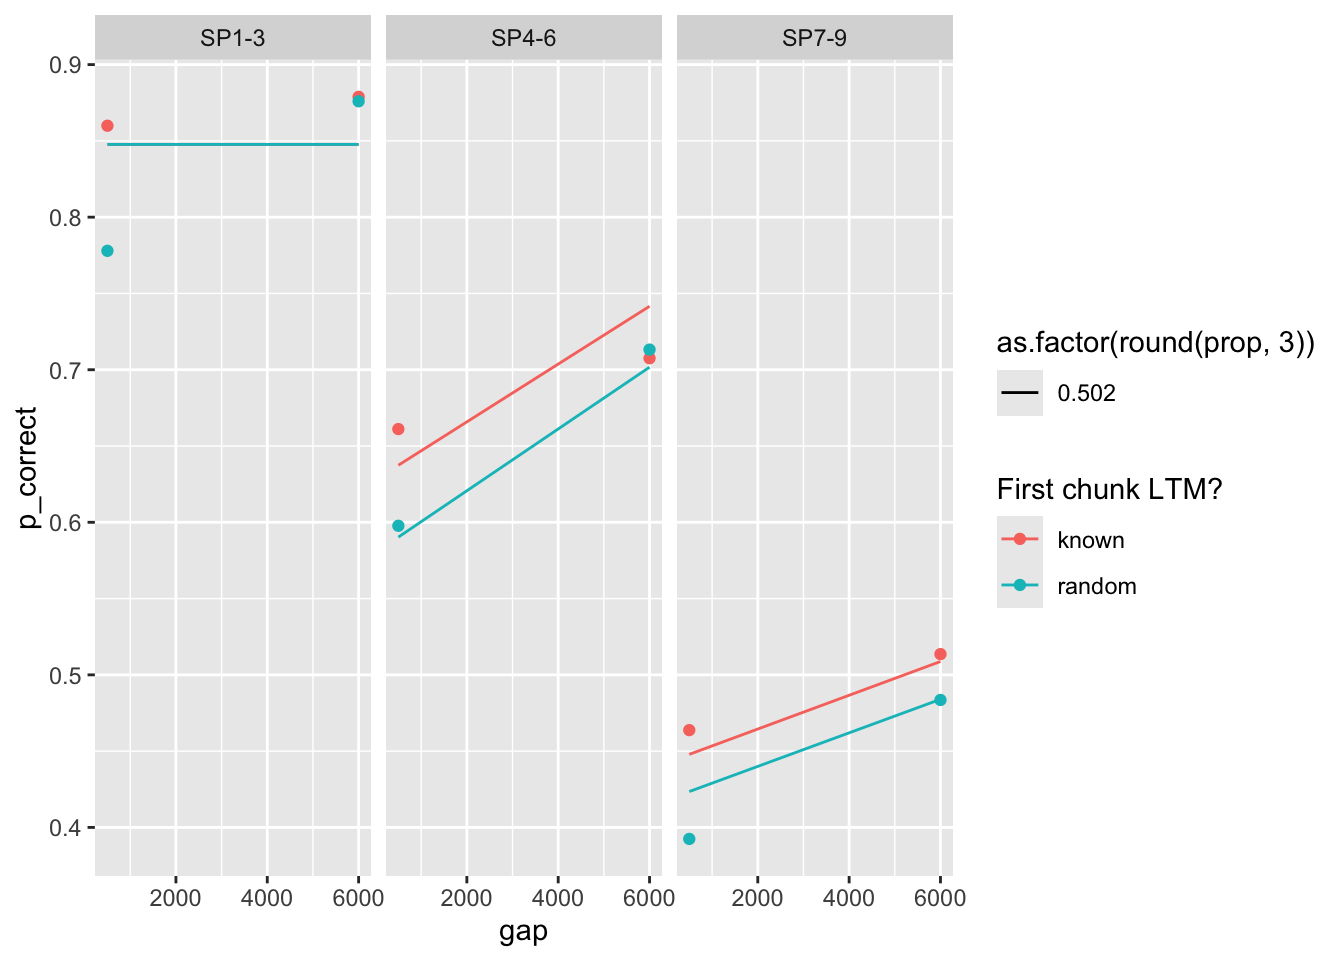 SP1-3 SP4-6 SP7-9
0.9
0.8
0.7
0.6
0.5
0.4
p_correct
2000 4000 6000 2000 4000 6000 2000 4000 6000
gap
as.factor(round(prop, 3))
0.502
First chunk LTM?
known
random